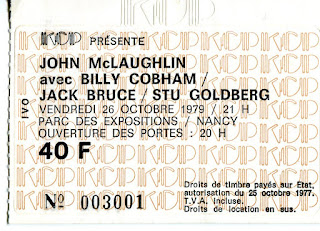 KCP PRÉSENTE
JOHN McLAUGHLIN
avec BILLY COBHAM /
JACK BRUCE / STU GOLDBERG
VENDREDI 26 OCTOBRE 1979 / 21 H
PARC DES EXPOSITIONS / NANCY
OUVERTURE DES PORTES : 20 H
40 F
IVO
Nº 003001
Droits de timbre payés sur État,
autorisation du 25 octobre 1977.
T.V.A. incluse.
Droits de location en sus.